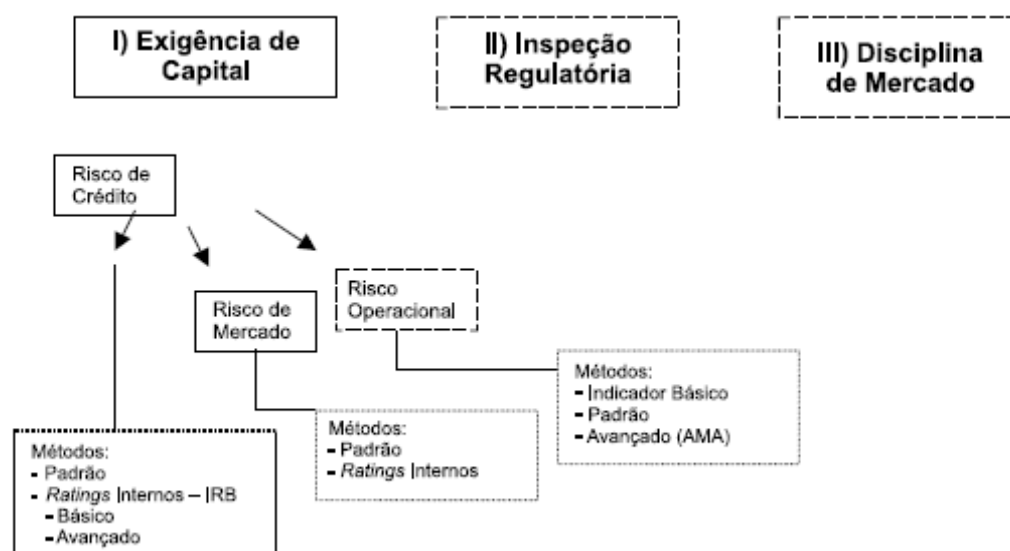 I) Exigência de
Capital
II) Inspeção
Regulatória
III) Disciplina
de Mercado
Risco de
Crédito
Risco de
Mercado
Risco
Operacional
Métodos:
- Indicador Básico
- Padrão
- Avançado (AMA)
Métodos:
- Padrão
- Ratings Internos
Métodos:
- Padrão
- Ratings Internos – IRB
- Básico
- Avançado